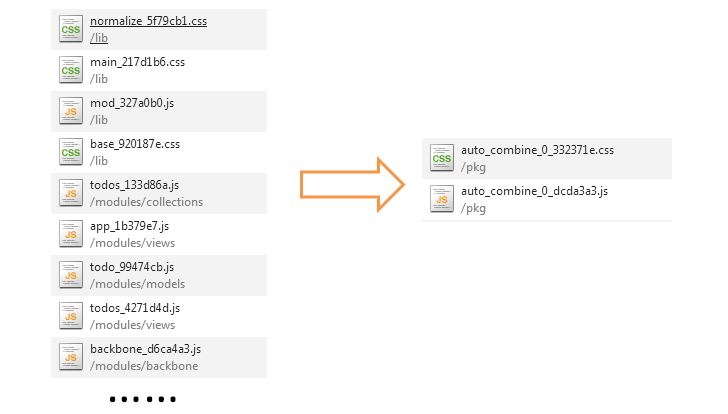 normalize_5f79cb1.css
/lib
CSS
main_217d1b6.css
/lib
CSS
mod_327a0b0.js
/lib
JS
base_920187e.css
/lib
CSS
todos_133d86a.js
/modules/collections
JS
app_1b379e7.js
/modules/views
JS
todo_99474cb.js
/modules/models
JS
todos_4271d4d.js
/modules/views
JS
backbone_d6ca4a3.js
/modules/backbone
JS
......
auto_combine_0_332371e.css
/pkg
CSS
auto_combine_0_dcda3a3.js
/pkg
JS